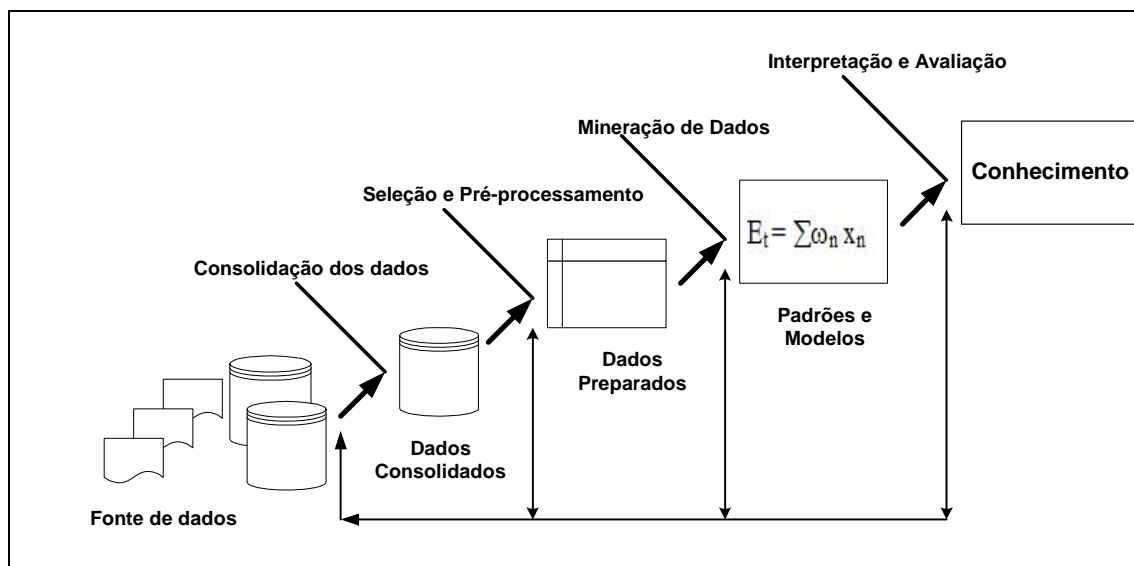 Interpretação e Avaliação
Mineração de Dados
Conhecimento
Seleção e Pré-processamento
Eₜ= ∑ωₙ xₙ
Consolidação dos dados
Padrões e
Modelos
Dados
Preparados
Dados
Consolidados
Fonte de dados